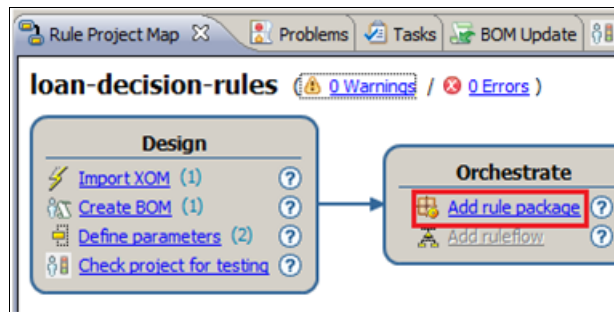 Rule Project Map Problems Tasks BOM Update
loan-decision-rules ( 0 Warnings / 0 Errors )
Design
Import XOM (1) ?
Create BOM (1) ?
Define parameters (2) ?
Check project for testing ?
Orchestrate
Add rule package ?
Add ruleflow ?